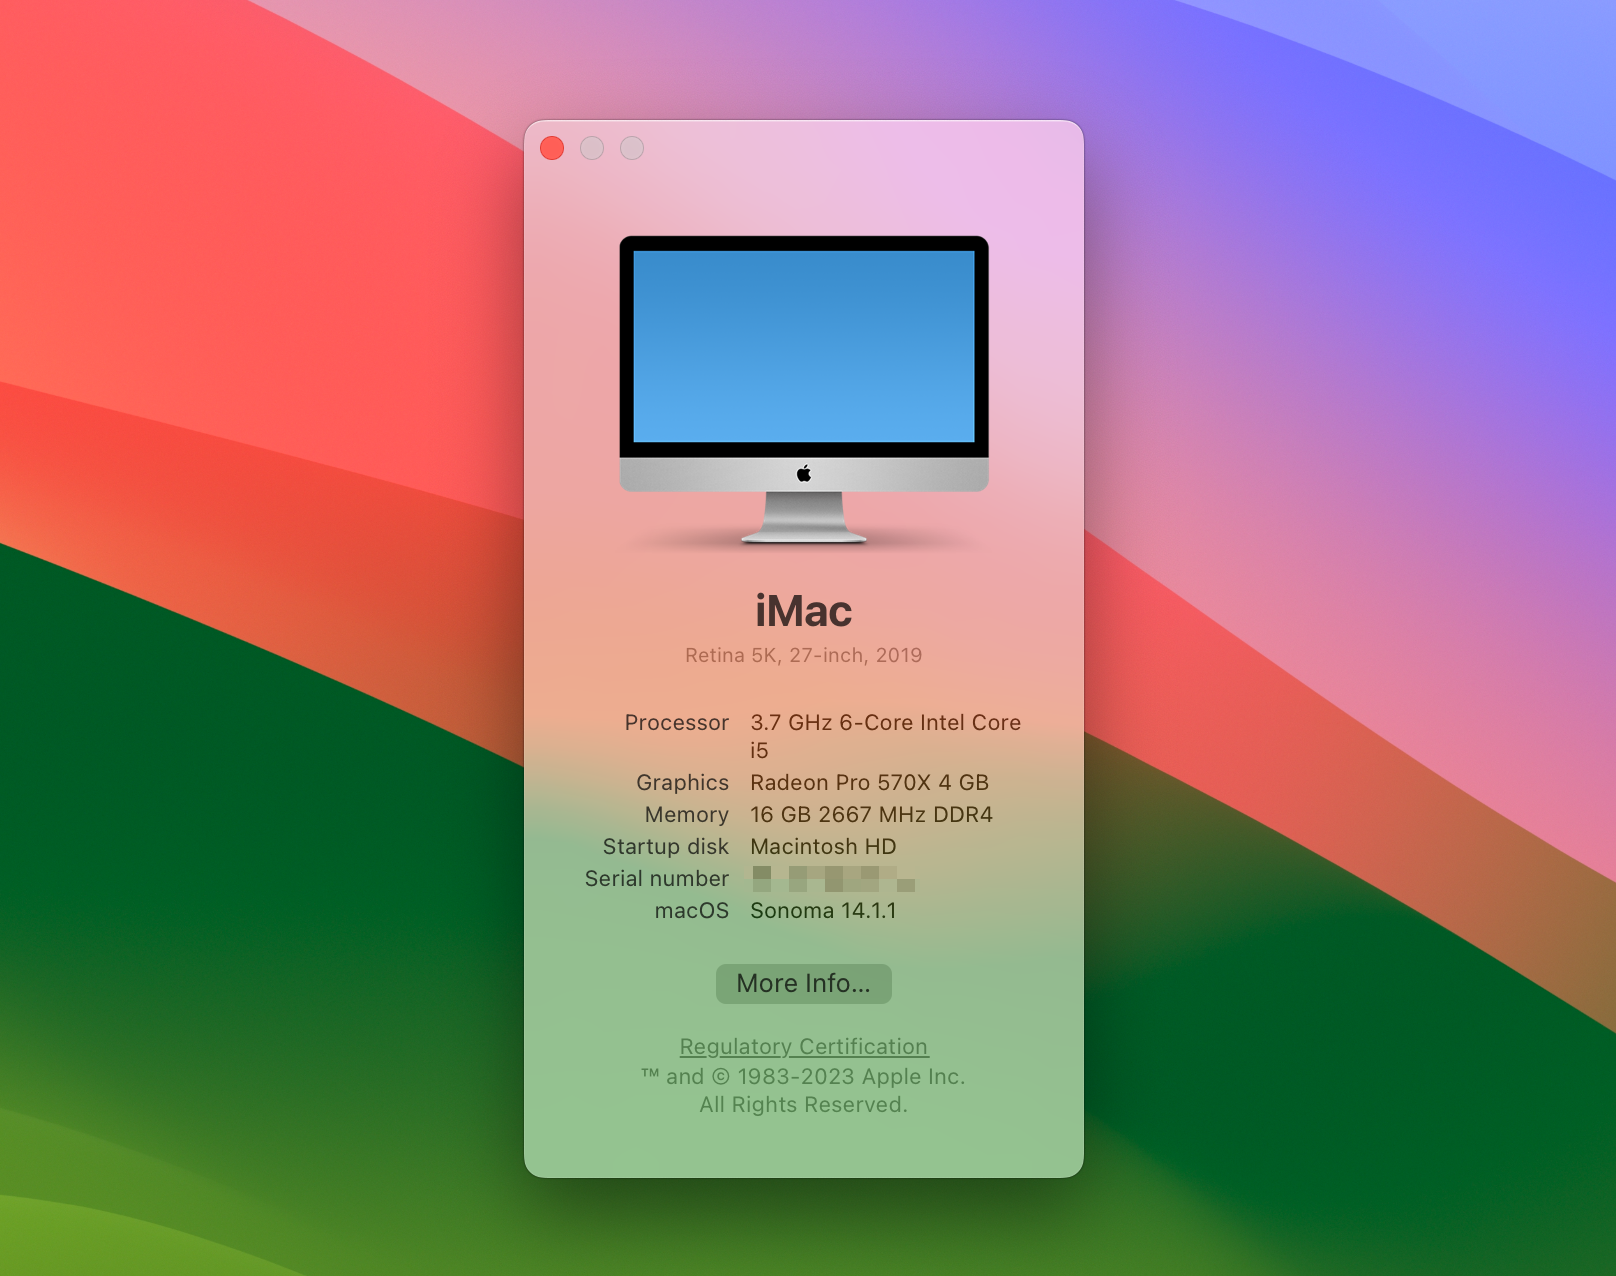 iMac
Retina 5K, 27-inch, 2019
Processor 3.7 GHz 6-Core Intel Core
i5
Graphics Radeon Pro 570X 4 GB
Memory 16 GB 2667 MHz DDR4
Startup disk Macintosh HD
Serial number
macOS Sonoma 14.1.1
More Info...
Regulatory Certification
™ and © 1983-2023 Apple Inc.
All Rights Reserved.